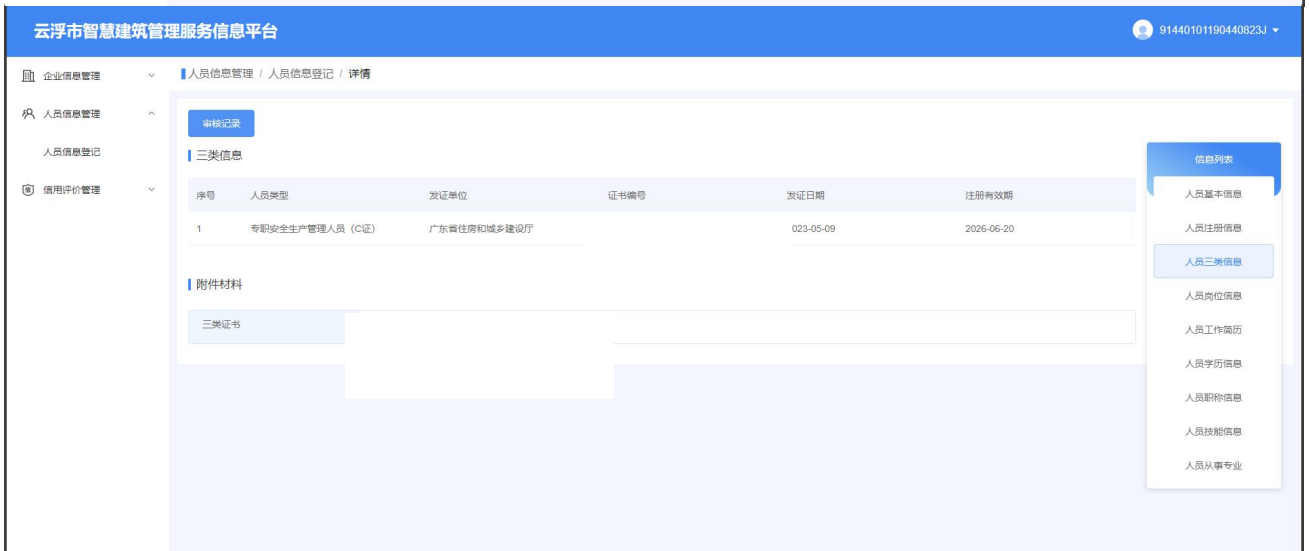 云浮市智慧建筑管理服务信息平台
91440101190440823J
企业信息管理
人员信息管理 / 人员信息登记 / 详情
人员信息管理
人员信息登记
信用评价管理
审核记录
三类信息
序号 人员类型 发证单位 证书编号 发证日期 注册有效期
1 专职安全生产管理人员（C证） 广东省住房和城乡建设厅 023-05-09 2026-06-20
附件材料
三类证书
信息列表
人员基本信息
人员注册信息
人员三类信息
人员岗位信息
人员工作简历
人员学历信息
人员职称信息
人员技能信息
人员从事专业